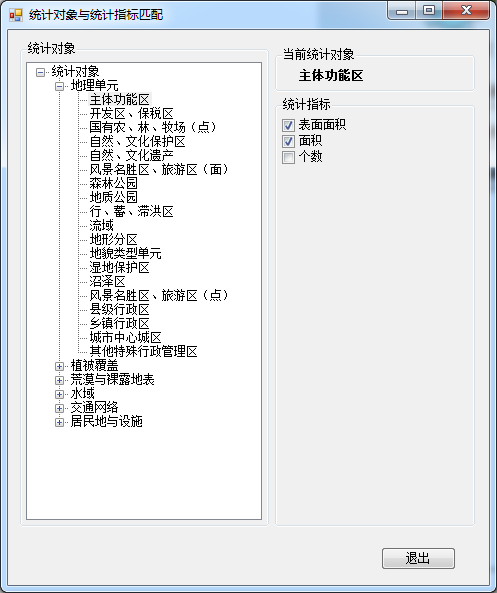 统计对象与统计指标匹配
统计对象
统计对象
地理单元
主体功能区
开发区、保税区
国有农、林、牧场（点）
自然、文化保护区
自然、文化遗产
风景名胜区、旅游区（面）
森林公园
地质公园
行、蓄、滞洪区
流域
地形分区
地貌类型单元
湿地保护区
沼泽区
风景名胜区、旅游区（点）
县级行政区
乡镇行政区
城市中心城区
其他特殊行政管理区
植被覆盖
荒漠与裸露地表
水域
交通网络
居民地与设施
当前统计对象
主体功能区
统计指标
表面面积
面积
个数
退出